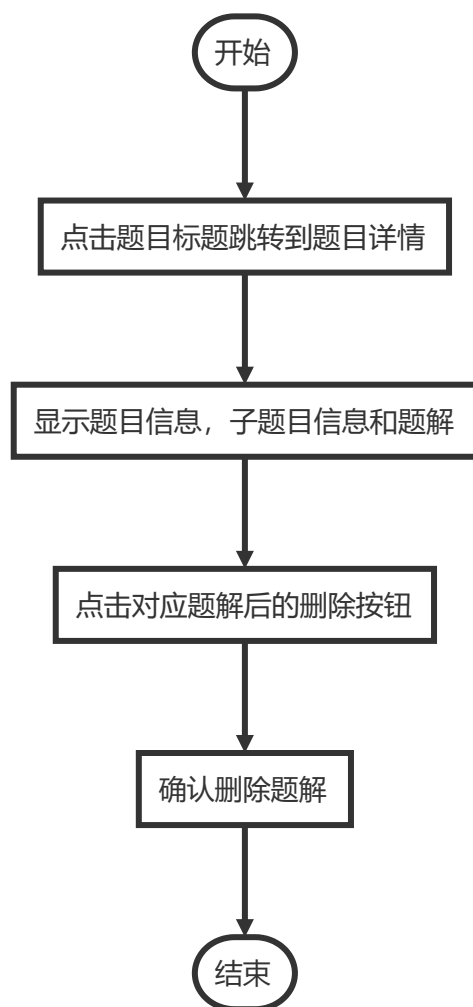 开始
点击题目标题跳转到题目详情
显示题目信息，子题目信息和题解
点击对应题解后的删除按钮
确认删除题解
结束